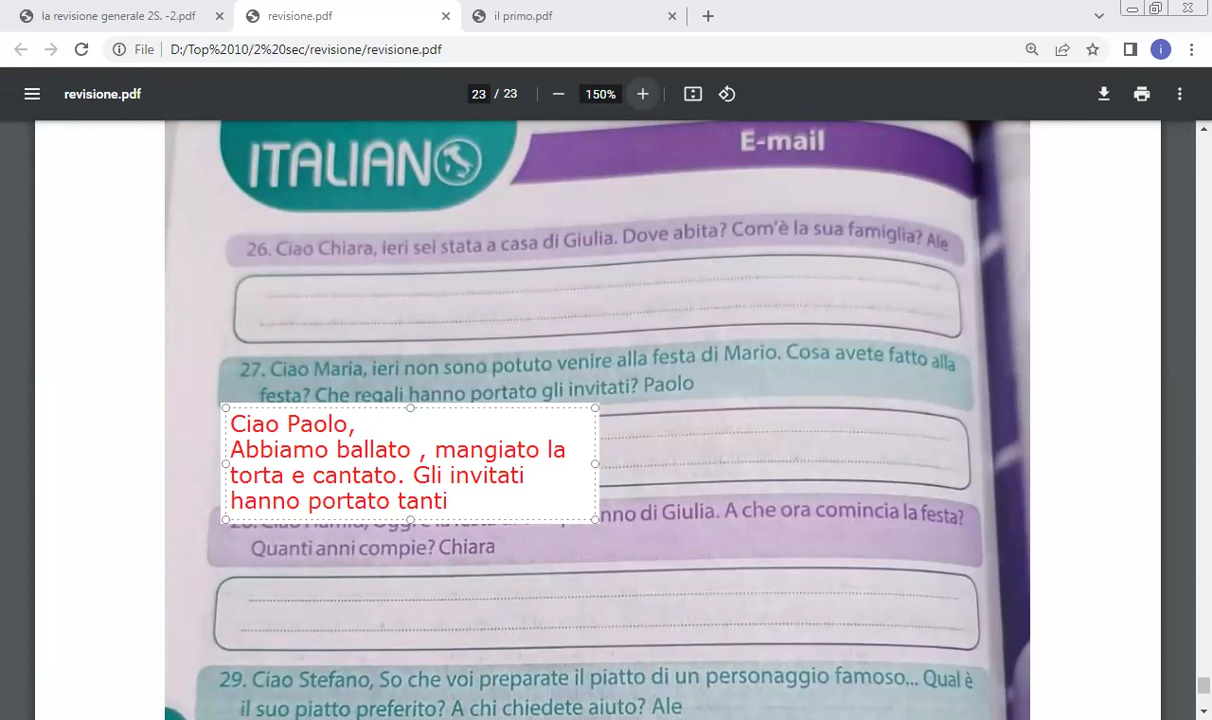 la revisione generale 2S. -2.pdf
revisione.pdf
il primo.pdf
File D:/Top%2010/2%20sec/revisione/revisione.pdf
i
revisione.pdf
23 / 23
150%
ITALIANO
E-mail
26. Ciao Chiara, ieri sei stata a casa di Giulia. Dove abita? Com'è la sua famiglia? Ale
27. Ciao Maria, ieri non sono potuto venire alla festa di Mario. Cosa avete fatto alla
festa? Che regali hanno portato gli invitati? Paolo
Ciao Paolo,
Abbiamo ballato , mangiato la
torta e cantato. Gli invitati
hanno portato tanti
nno di Giulia. A che ora comincia la festa?
Quanti anni compie? Chiara
29. Ciao Stefano, So che voi preparate il piatto di un personaggio famoso... Qual è
il suo piatto preferito? A chi chiedete aiuto? Ale